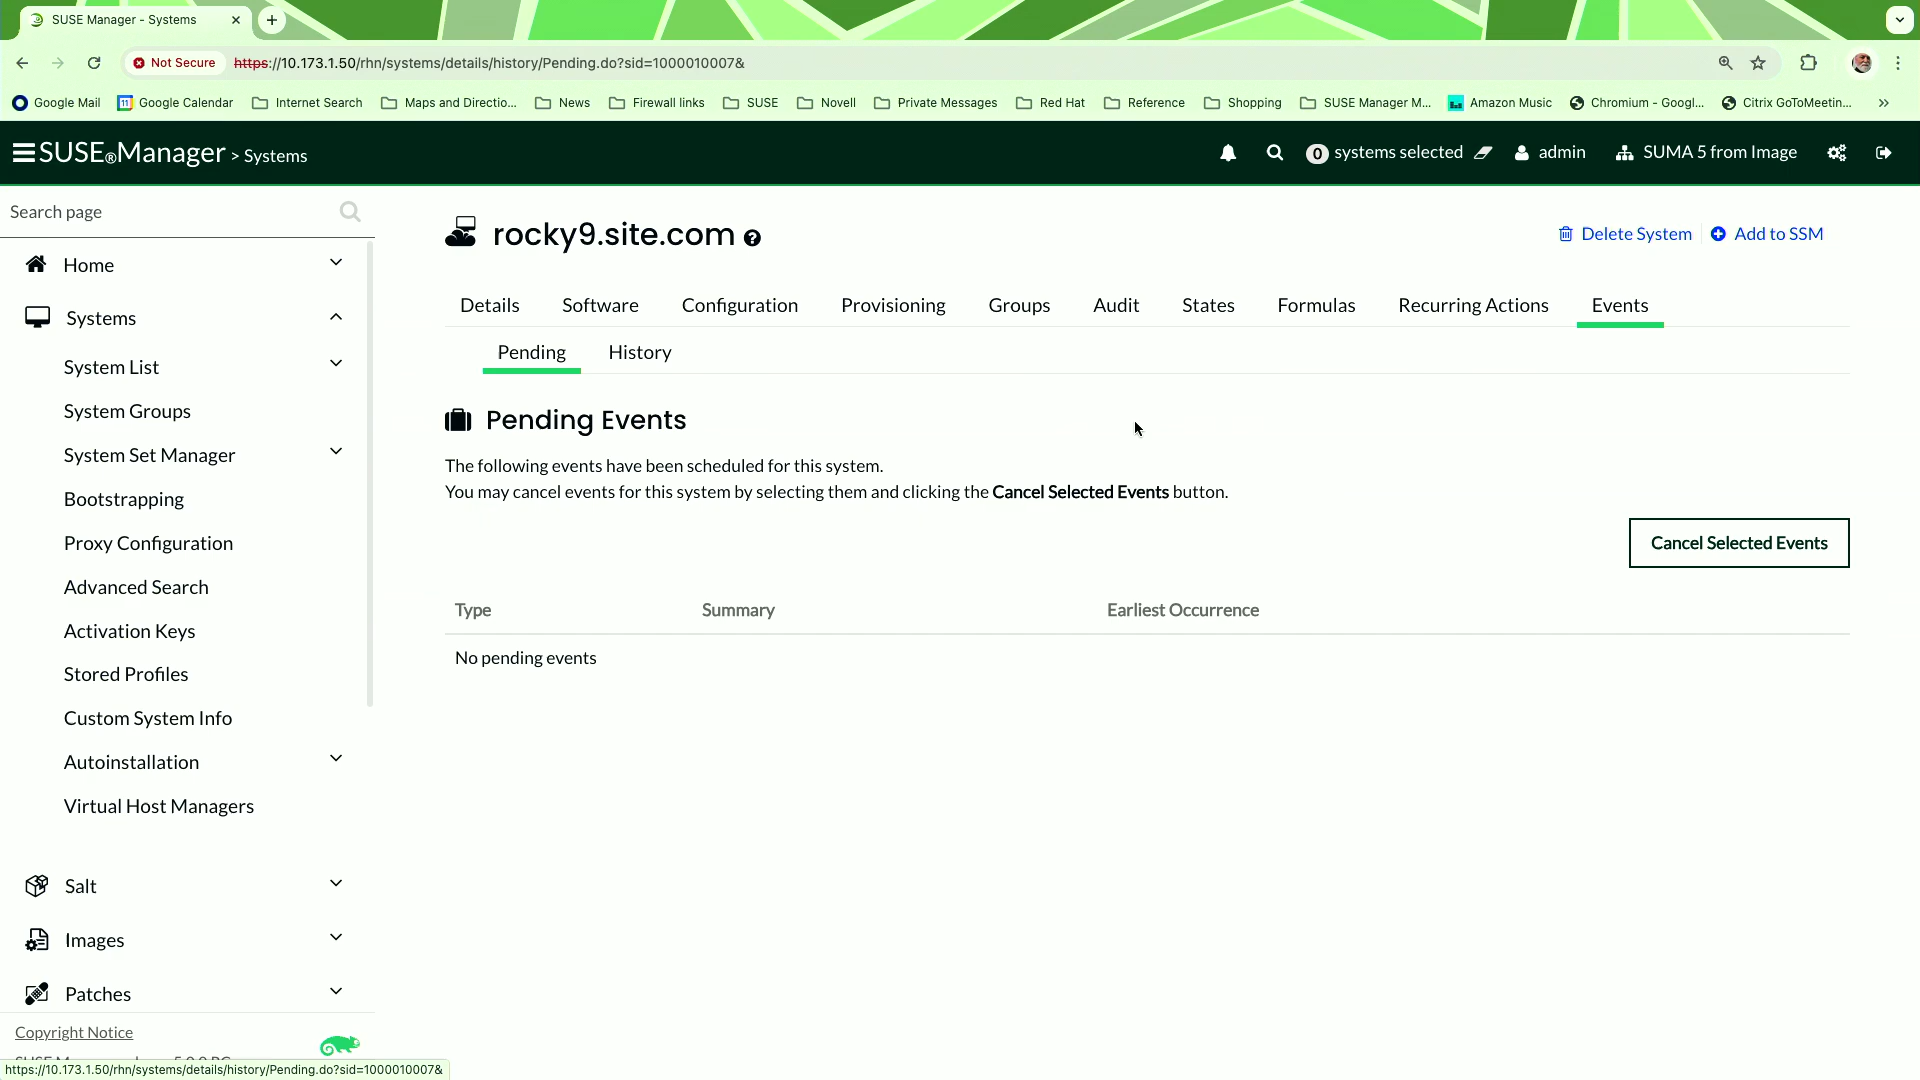 SUSE Manager - Systems
Not Secure https://10.173.1.50/rhn/systems/details/history/Pending.do?sid=1000010007&
Google Mail 11 Google Calendar Internet Search Maps and Directio... News Firewall links SUSE Novell Private Messages Red Hat Reference Shopping SUSE Manager M... Amazon Music Chromium - Googl... Citrix GoToMeetin...
SUSE®Manager > Systems 0 systems selected admin SUMA 5 from Image
Search page
Home
Systems
System List
System Groups
System Set Manager
Bootstrapping
Proxy Configuration
Advanced Search
Activation Keys
Stored Profiles
Custom System Info
Autoinstallation
Virtual Host Managers
Salt
Images
Patches
Copyright Notice
https://10.173.1.50/rhn/systems/details/history/Pending.do?sid=1000010007&
rocky9.site.com
Delete System Add to SSM
Details Software Configuration Provisioning Groups Audit States Formulas Recurring Actions Events
Pending History
Pending Events
The following events have been scheduled for this system.
You may cancel events for this system by selecting them and clicking the Cancel Selected Events button.
Cancel Selected Events
Type Summary Earliest Occurrence
No pending events